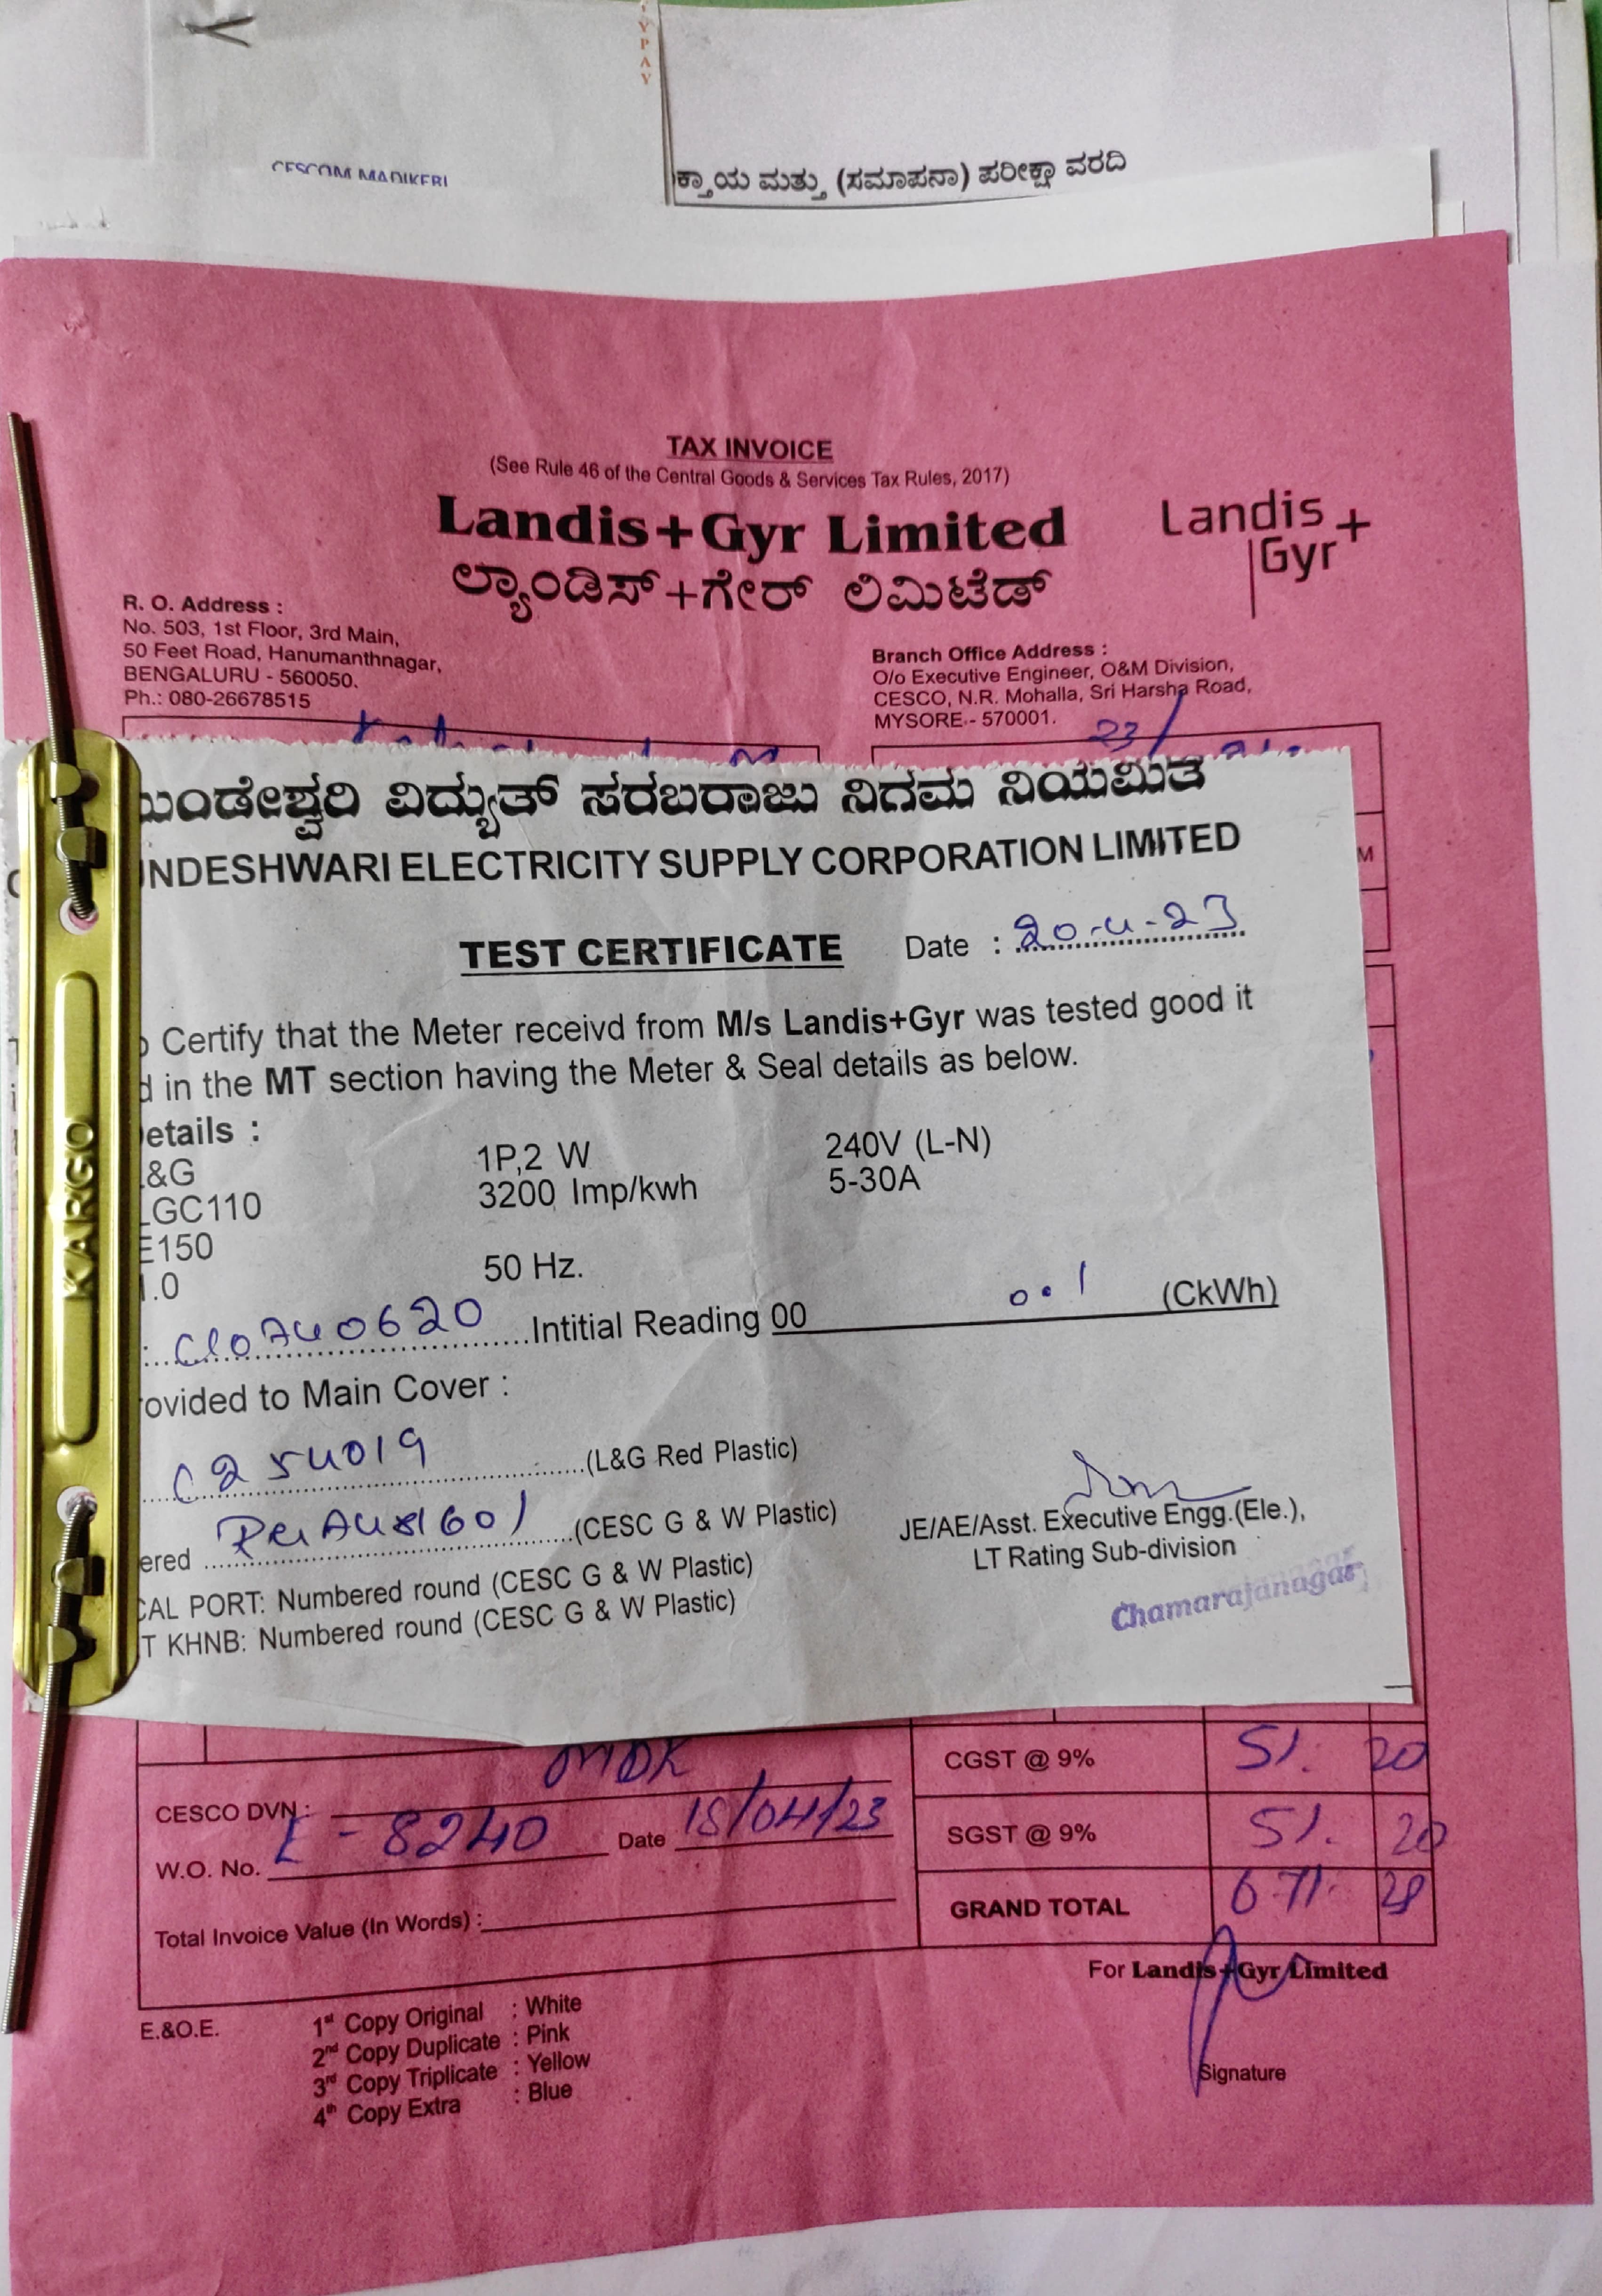 YPAY
CESCOM MADIKERI
ಕ್ತಾಯ ಮತ್ತು (ಸಮಾಪನಾ) ಪರೀಕ್ಷಾ ವರದಿ
TAX INVOICE
(See Rule 46 of the Central Goods & Services Tax Rules, 2017)
Landis+Gyr Limited
Landis+
Gyr
ಲ್ಯಾಂಡಿಸ್+ಗೇರ್ ಲಿಮಿಟೆಡ್
R. O. Address :
No. 503, 1st Floor, 3rd Main,
50 Feet Road, Hanumanthnagar,
BENGALURU - 560050.
Ph.: 080-26678515
Branch Office Address :
O/o Executive Engineer, O&M Division,
CESCO, N.R. Mohalla, Sri Harsha Road,
MYSORE - 570001.
23/
ುಂಡೇಶ್ವರಿ ವಿದ್ಯುತ್ ಸರಬರಾಜು ನಿಗಮ ನಿಯಮಿತ
UNDESHWARI ELECTRICITY SUPPLY CORPORATION LIMITED
M
TEST CERTIFICATE Date : 20-4-23
o Certify that the Meter receivd from M/s Landis+Gyr was tested good it
d in the MT section having the Meter & Seal details as below.
etails :
L&G 1P,2 W 240V (L-N)
LGC110 3200 Imp/kwh 5-30A
E150
1.0 50 Hz.
: C10740620 Intitial Reading 00 0.1 (CkWh)
rovided to Main Cover :
C254019 (L&G Red Plastic)
ered (CESC G & W Plastic)
CAL PORT: Numbered round (CESC G & W Plastic)
T KHNB: Numbered round (CESC G & W Plastic)
JE/AE/Asst. Executive Engg.(Ele.),
LT Rating Sub-division
Chamarajanagar
KARGO
CESCO DVN : MDK
W.O. No. E-8240 Date 18/04/23
Total Invoice Value (In Words) :
CGST @ 9% 51. 20
SGST @ 9% 51. 20
GRAND TOTAL 671. 28
For Landis+Gyr Limited
Signature
E.&O.E.
1st Copy Original : White
2nd Copy Duplicate : Pink
3rd Copy Triplicate : Yellow
4th Copy Extra : Blue